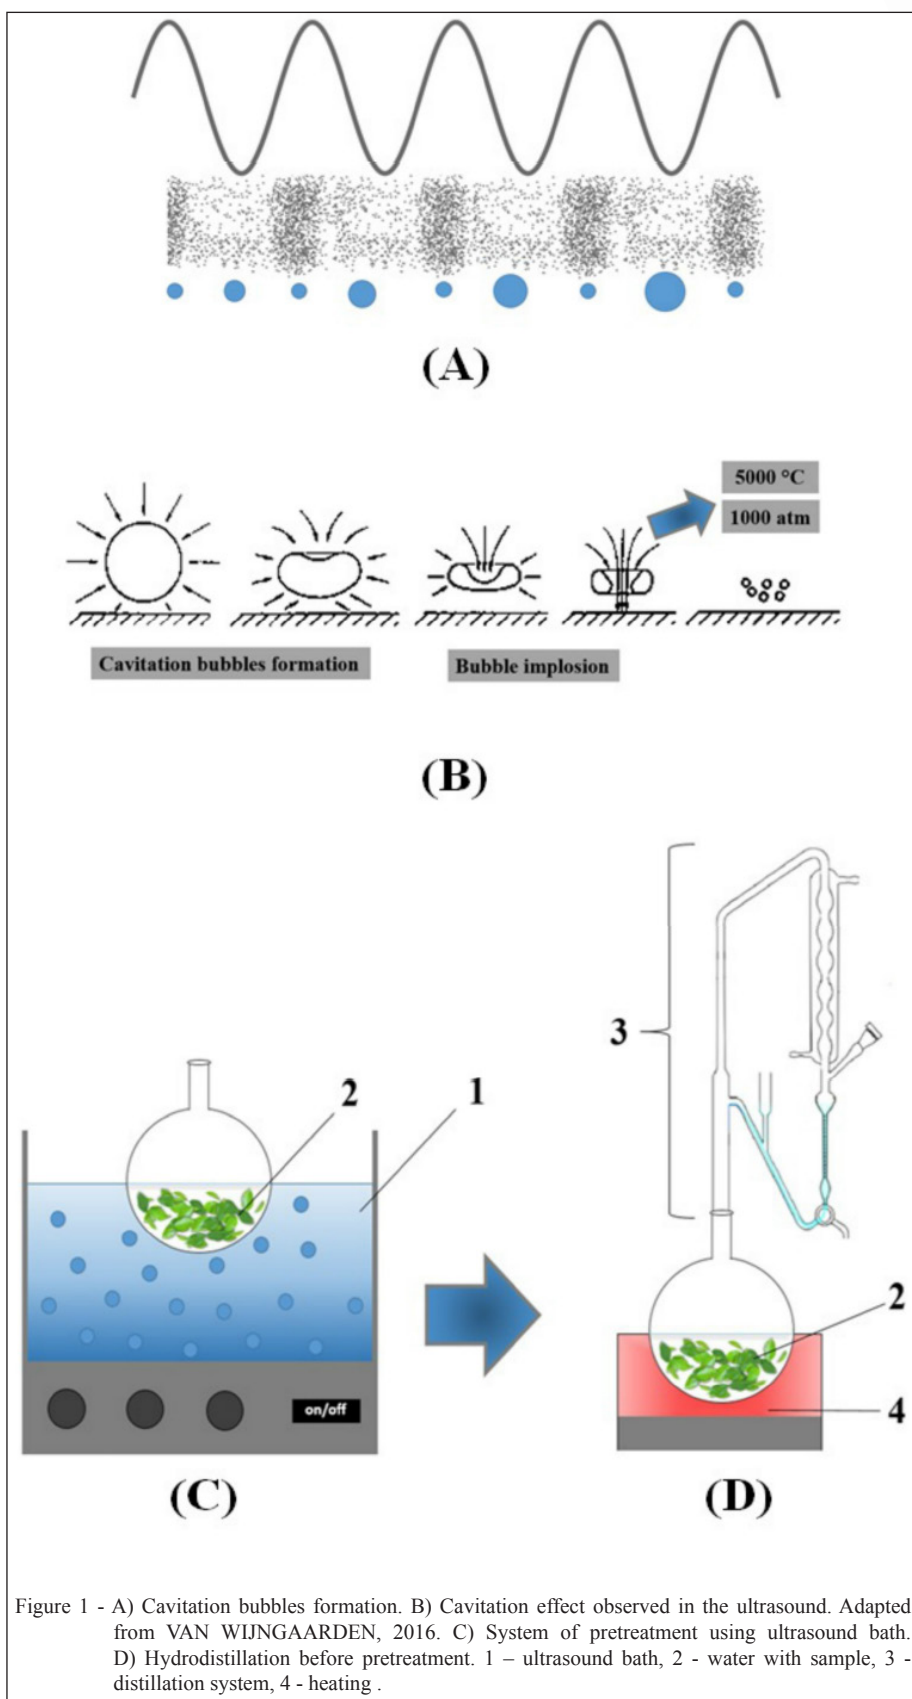 (A)
5000 °C
1000 atm
Cavitation bubbles formation
Bubble implosion
(B)
3
2
1
on/off
2
4
(C)
(D)
Figure 1 - A) Cavitation bubbles formation. B) Cavitation effect observed in the ultrasound. Adapted
from VAN WIJNGAARDEN, 2016. C) System of pretreatment using ultrasound bath.
D) Hydrodistillation before pretreatment. 1 – ultrasound bath, 2 - water with sample, 3 -
distillation system, 4 - heating .